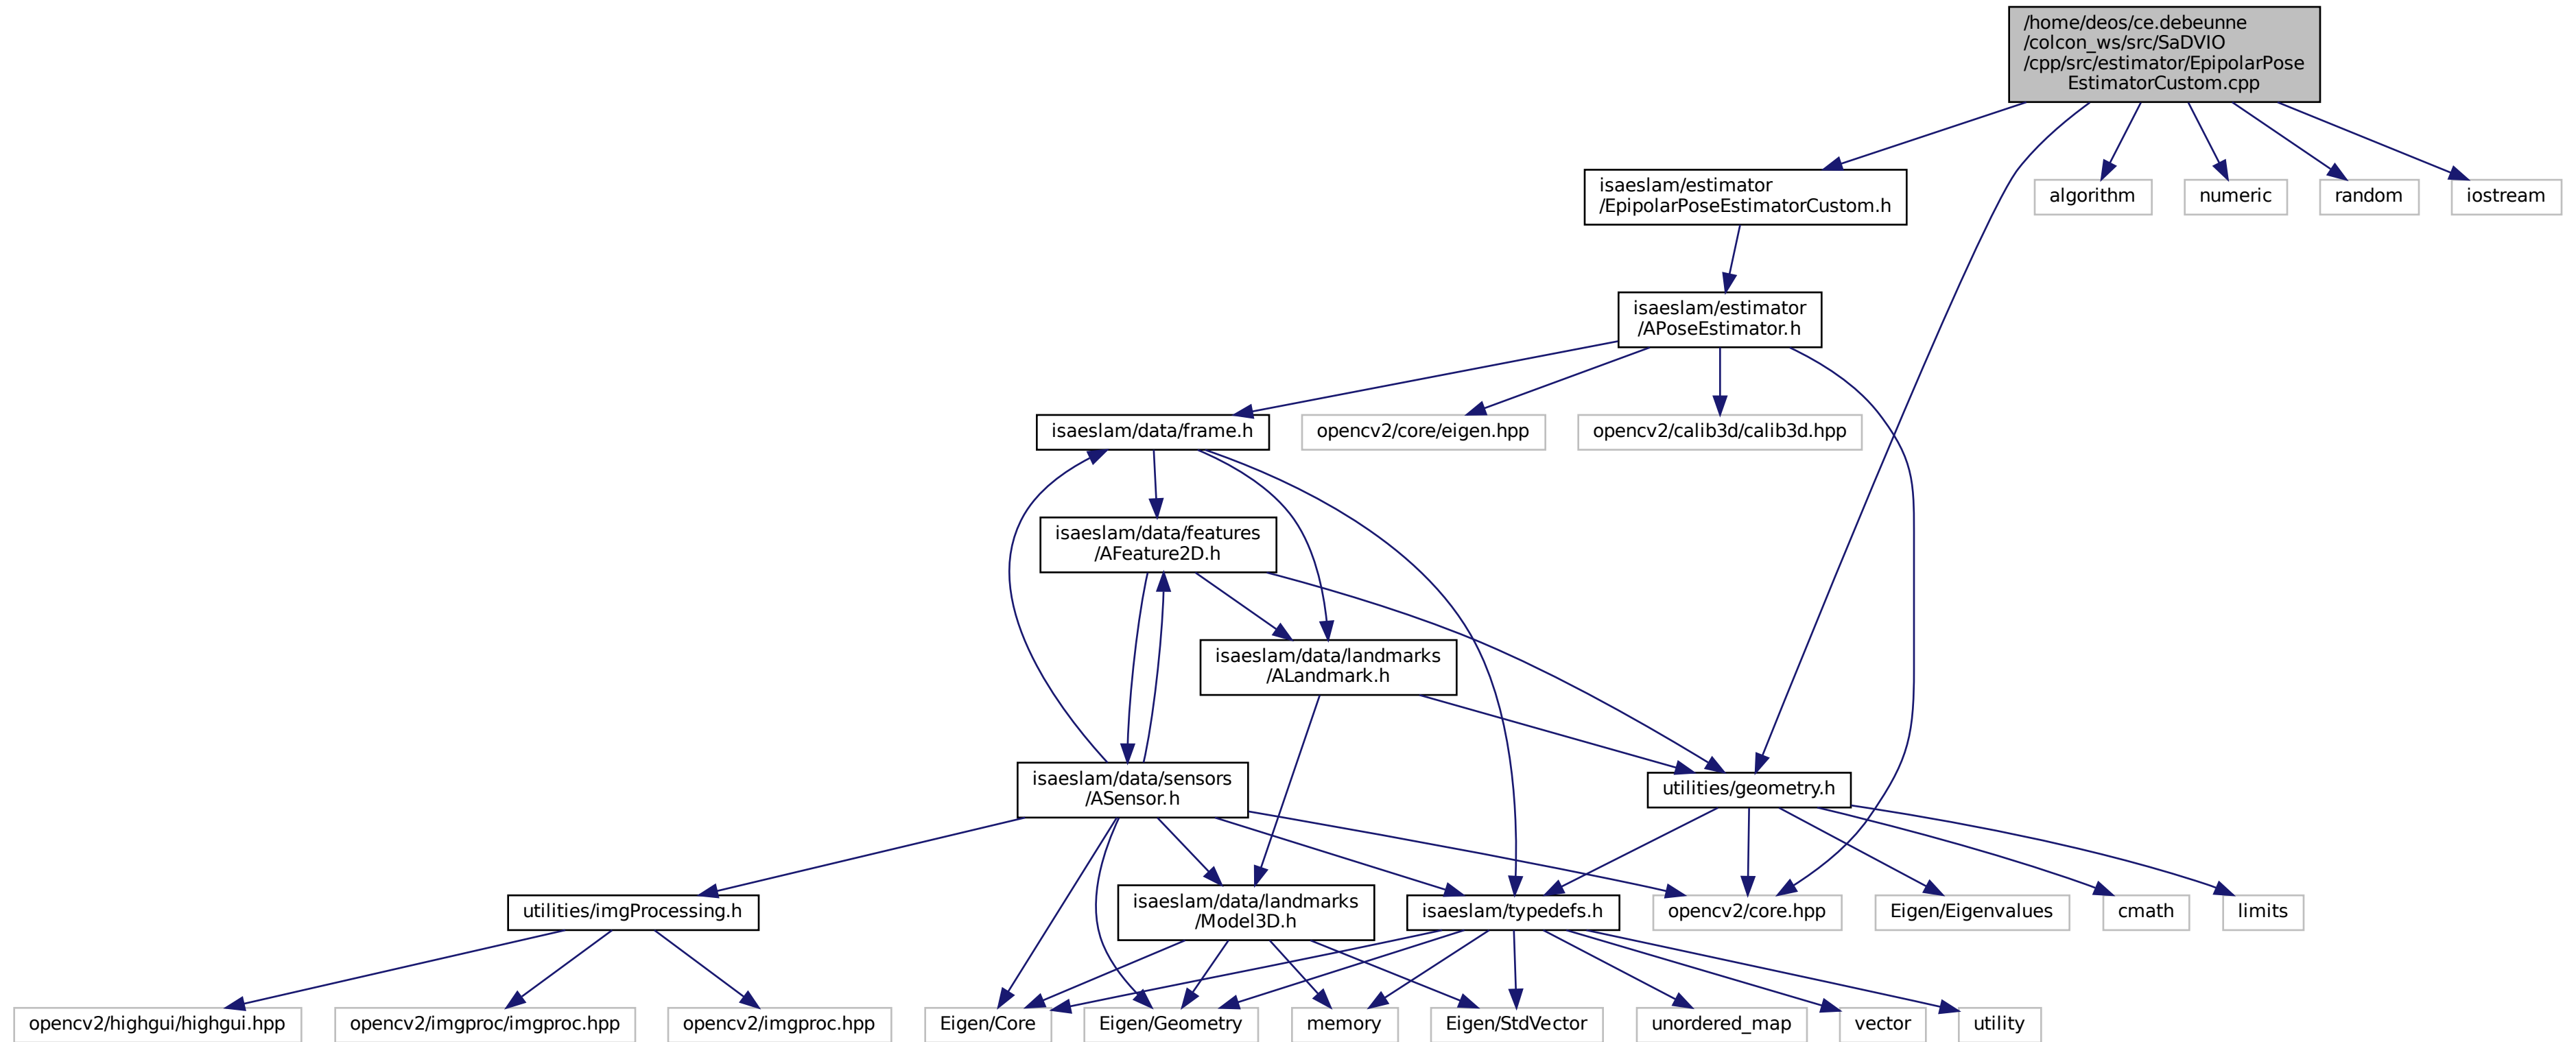 /home/deos/ce.debeunne
/colcon_ws/src/SaDVIO
/cpp/src/estimator/EpipolarPose
EstimatorCustom.cpp
isaeslam/estimator
/EpipolarPoseEstimatorCustom.h
algorithm
numeric
random
iostream
isaeslam/estimator
/APoseEstimator.h
isaeslam/data/frame.h
opencv2/core/eigen.hpp
opencv2/calib3d/calib3d.hpp
isaeslam/data/features
/AFeature2D.h
isaeslam/data/landmarks
/ALandmark.h
isaeslam/data/sensors
/ASensor.h
utilities/geometry.h
utilities/imgProcessing.h
isaeslam/data/landmarks
/Model3D.h
isaeslam/typedefs.h
opencv2/core.hpp
Eigen/Eigenvalues
cmath
limits
opencv2/highgui/highgui.hpp
opencv2/imgproc/imgproc.hpp
opencv2/imgproc.hpp
Eigen/Core
Eigen/Geometry
memory
Eigen/StdVector
unordered_map
vector
utility